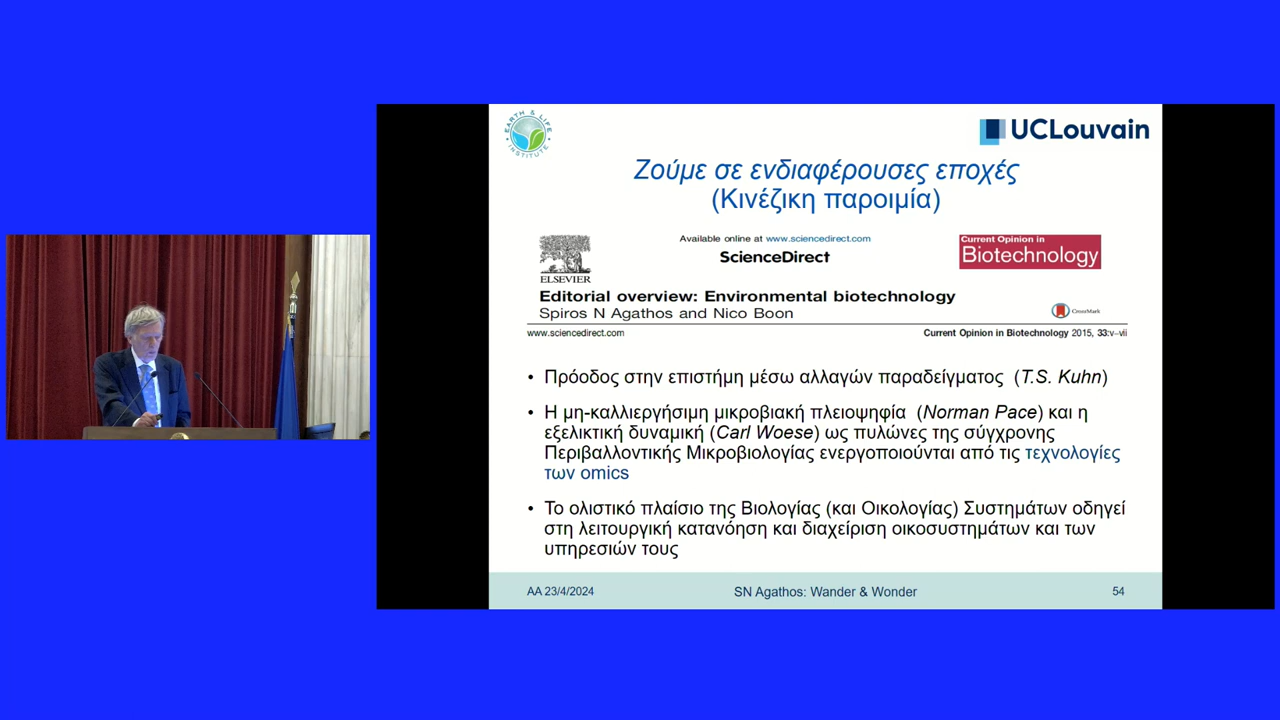 EARTH & LIFE INSTITUTE
UCLouvain
Ζούμε σε ενδιαφέρουσες εποχές
(Κινέζικη παροιμία)
Available online at www.sciencedirect.com
ScienceDirect
ELSEVIER
Current Opinion in
Biotechnology
Editorial overview: Environmental biotechnology
Spiros N Agathos and Nico Boon
CrossMark
www.sciencedirect.com
Current Opinion in Biotechnology 2015, 33:v–vii
• Πρόοδος στην επιστήμη μέσω αλλαγών παραδείγματος (T.S. Kuhn)
• Η μη-καλλιεργήσιμη μικροβιακή πλειοψηφία (Norman Pace) και η
εξελικτική δυναμική (Carl Woese) ως πυλώνες της σύγχρονης
Περιβαλλοντικής Μικροβιολογίας ενεργοποιούνται από τις τεχνολογίες
των omics
• Το ολιστικό πλαίσιο της Βιολογίας (και Οικολογίας) Συστημάτων οδηγεί
στη λειτουργική κατανόηση και διαχείριση οικοσυστημάτων και των
υπηρεσιών τους
AA 23/4/2024
SN Agathos: Wander & Wonder
54